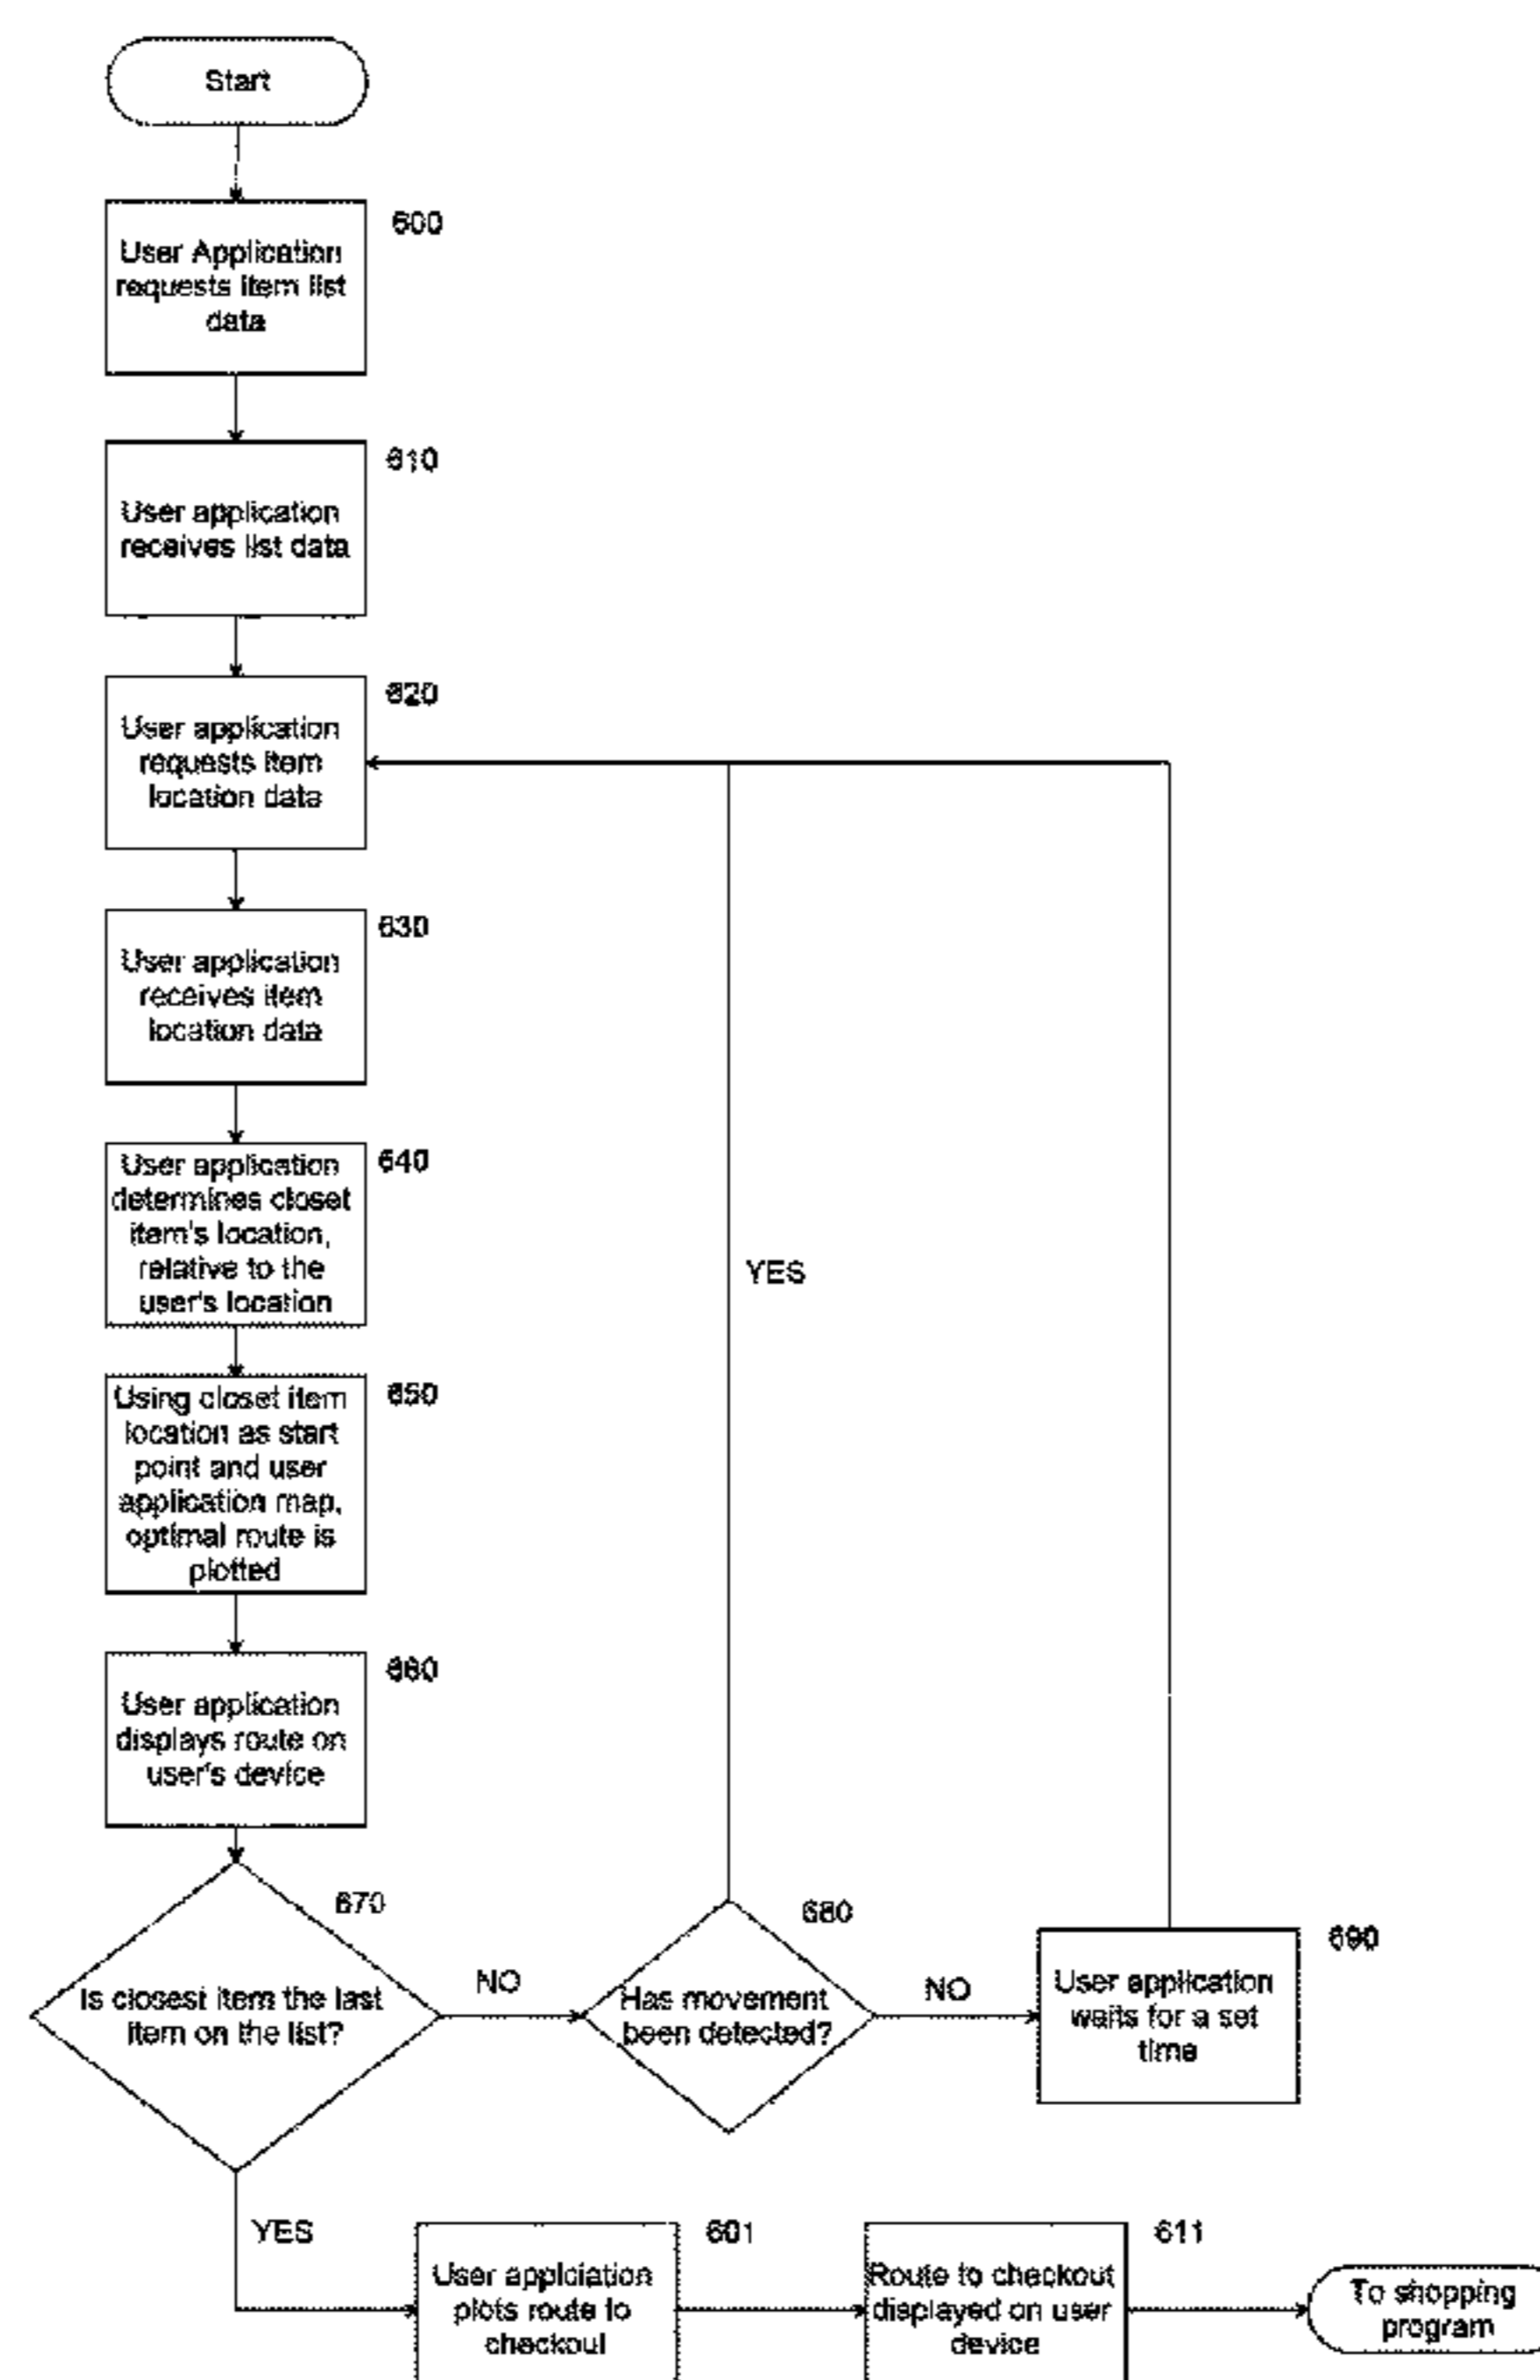 Start
600
User Application
requests item list
data
610
User application
receives list data
620
User application
requests item
location data
630
User application
receives item
location data
640
User application
determines closet
item's location,
relative to the
user's location
YES
650
Using closet item
location as start
point and user
application map,
optimal route is
plotted
660
User application
displays route on
user's device
670
Is closest item the last
item on the list?
NO
680
Has movement
been detected?
NO
690
User application
waits for a set
time
YES
601
User applciation
plots route to
checkout
611
Route to checkout
displayed on user
device
To shopping
program